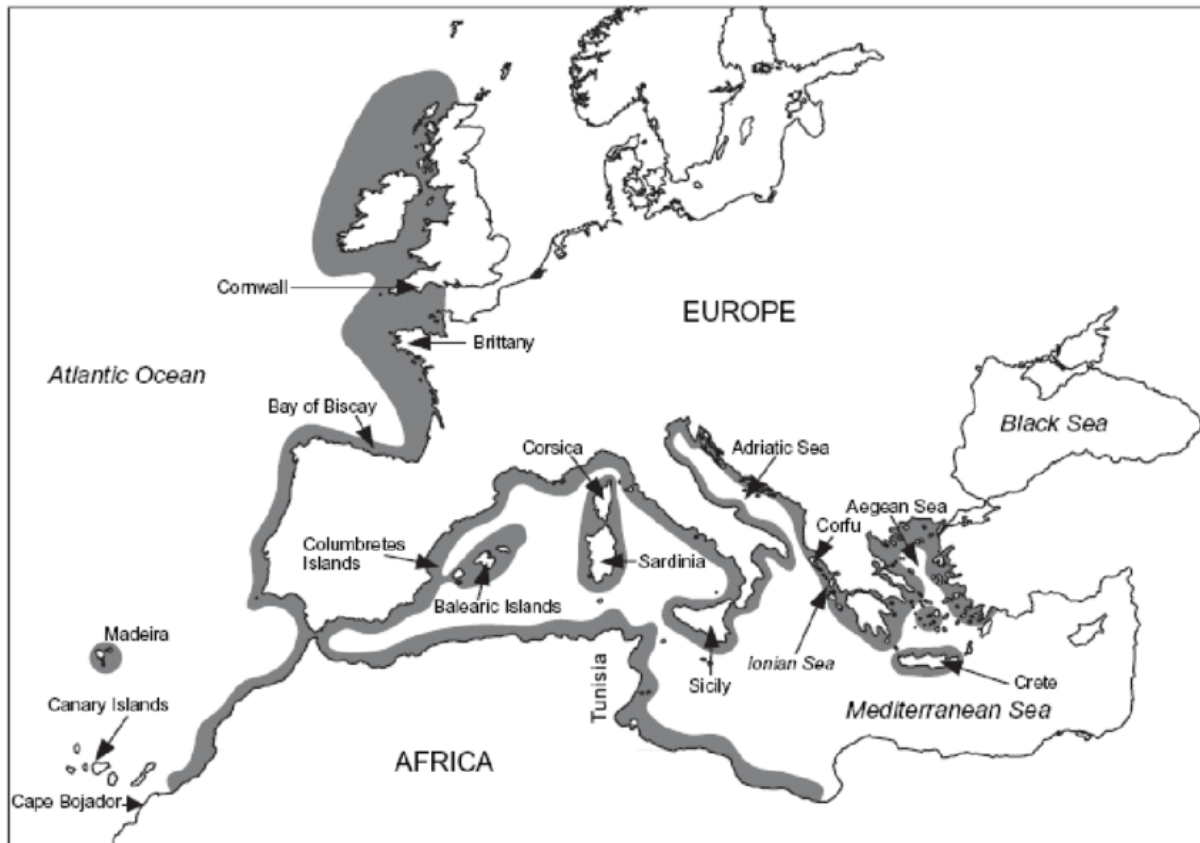 Cornwall
EUROPE
Brittany
Atlantic Ocean
Bay of Biscay
Black Sea
Corsica
Adriatic Sea
Aegean Sea
Corfu
Columbretes
Islands
Sardinia
Balearic Islands
Madeira
Ionian Sea
Tunisia
Sicily
Crete
Canary Islands
Mediterranean Sea
AFRICA
Cape Bojador